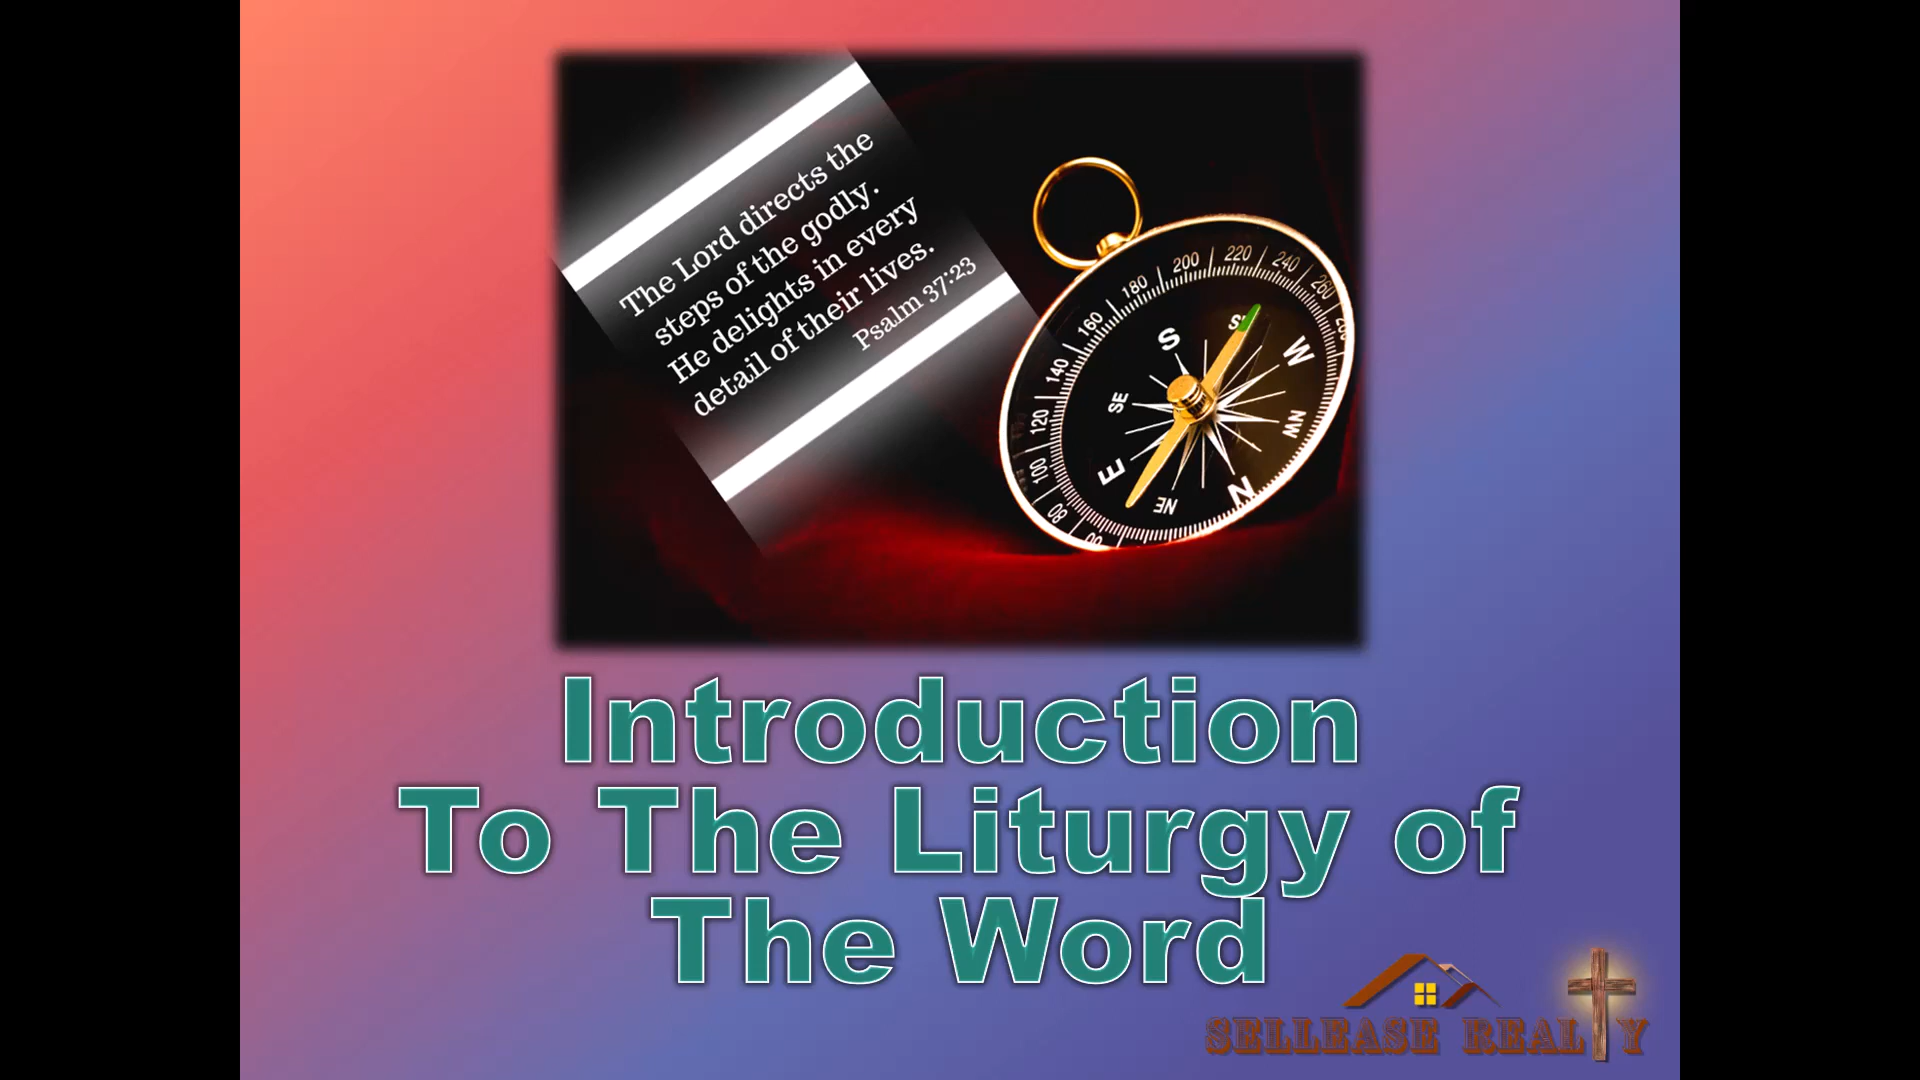 The Lord directs the
steps of the godly.
He delights in every
detail of their lives.
Psalm 37:23
80
100
120
140
160
180
200
220
240
260
S
W
NW
N
NE
E
SE
Introduction
To The Liturgy of
The Word
SELLEASE REALTY